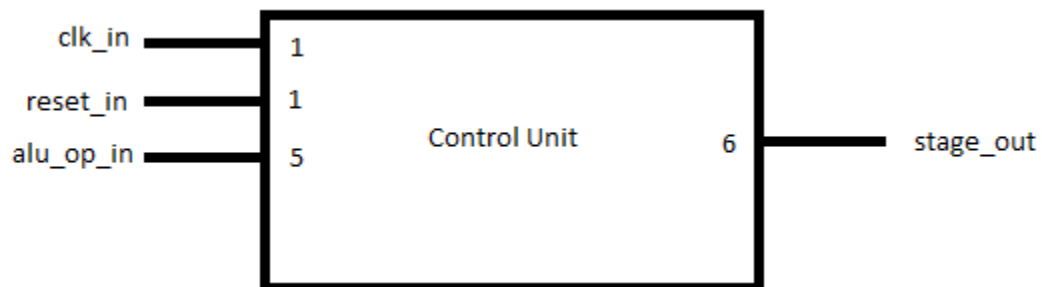 clk_in
1
reset_in
1
alu_op_in
5
Control Unit
6
stage_out